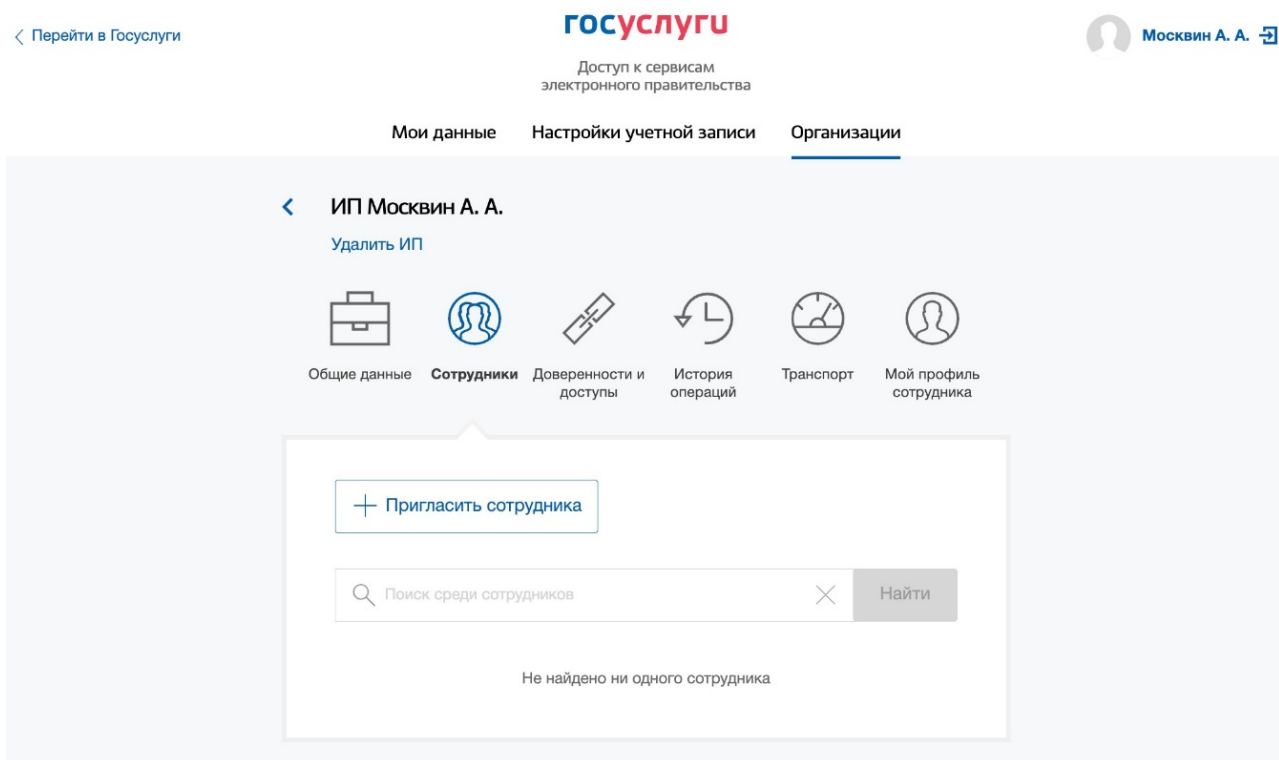 Перейти в Госуслуги
госуслуги
Москвин А. А.
Доступ к сервисам
электронного правительства
Мои данные Настройки учетной записи Организации
ИП Москвин А. А.
Удалить ИП
Общие данные Сотрудники Доверенности и доступы История операций Транспорт Мой профиль сотрудника
Пригласить сотрудника
Поиск среди сотрудников Найти
Не найдено ни одного сотрудника